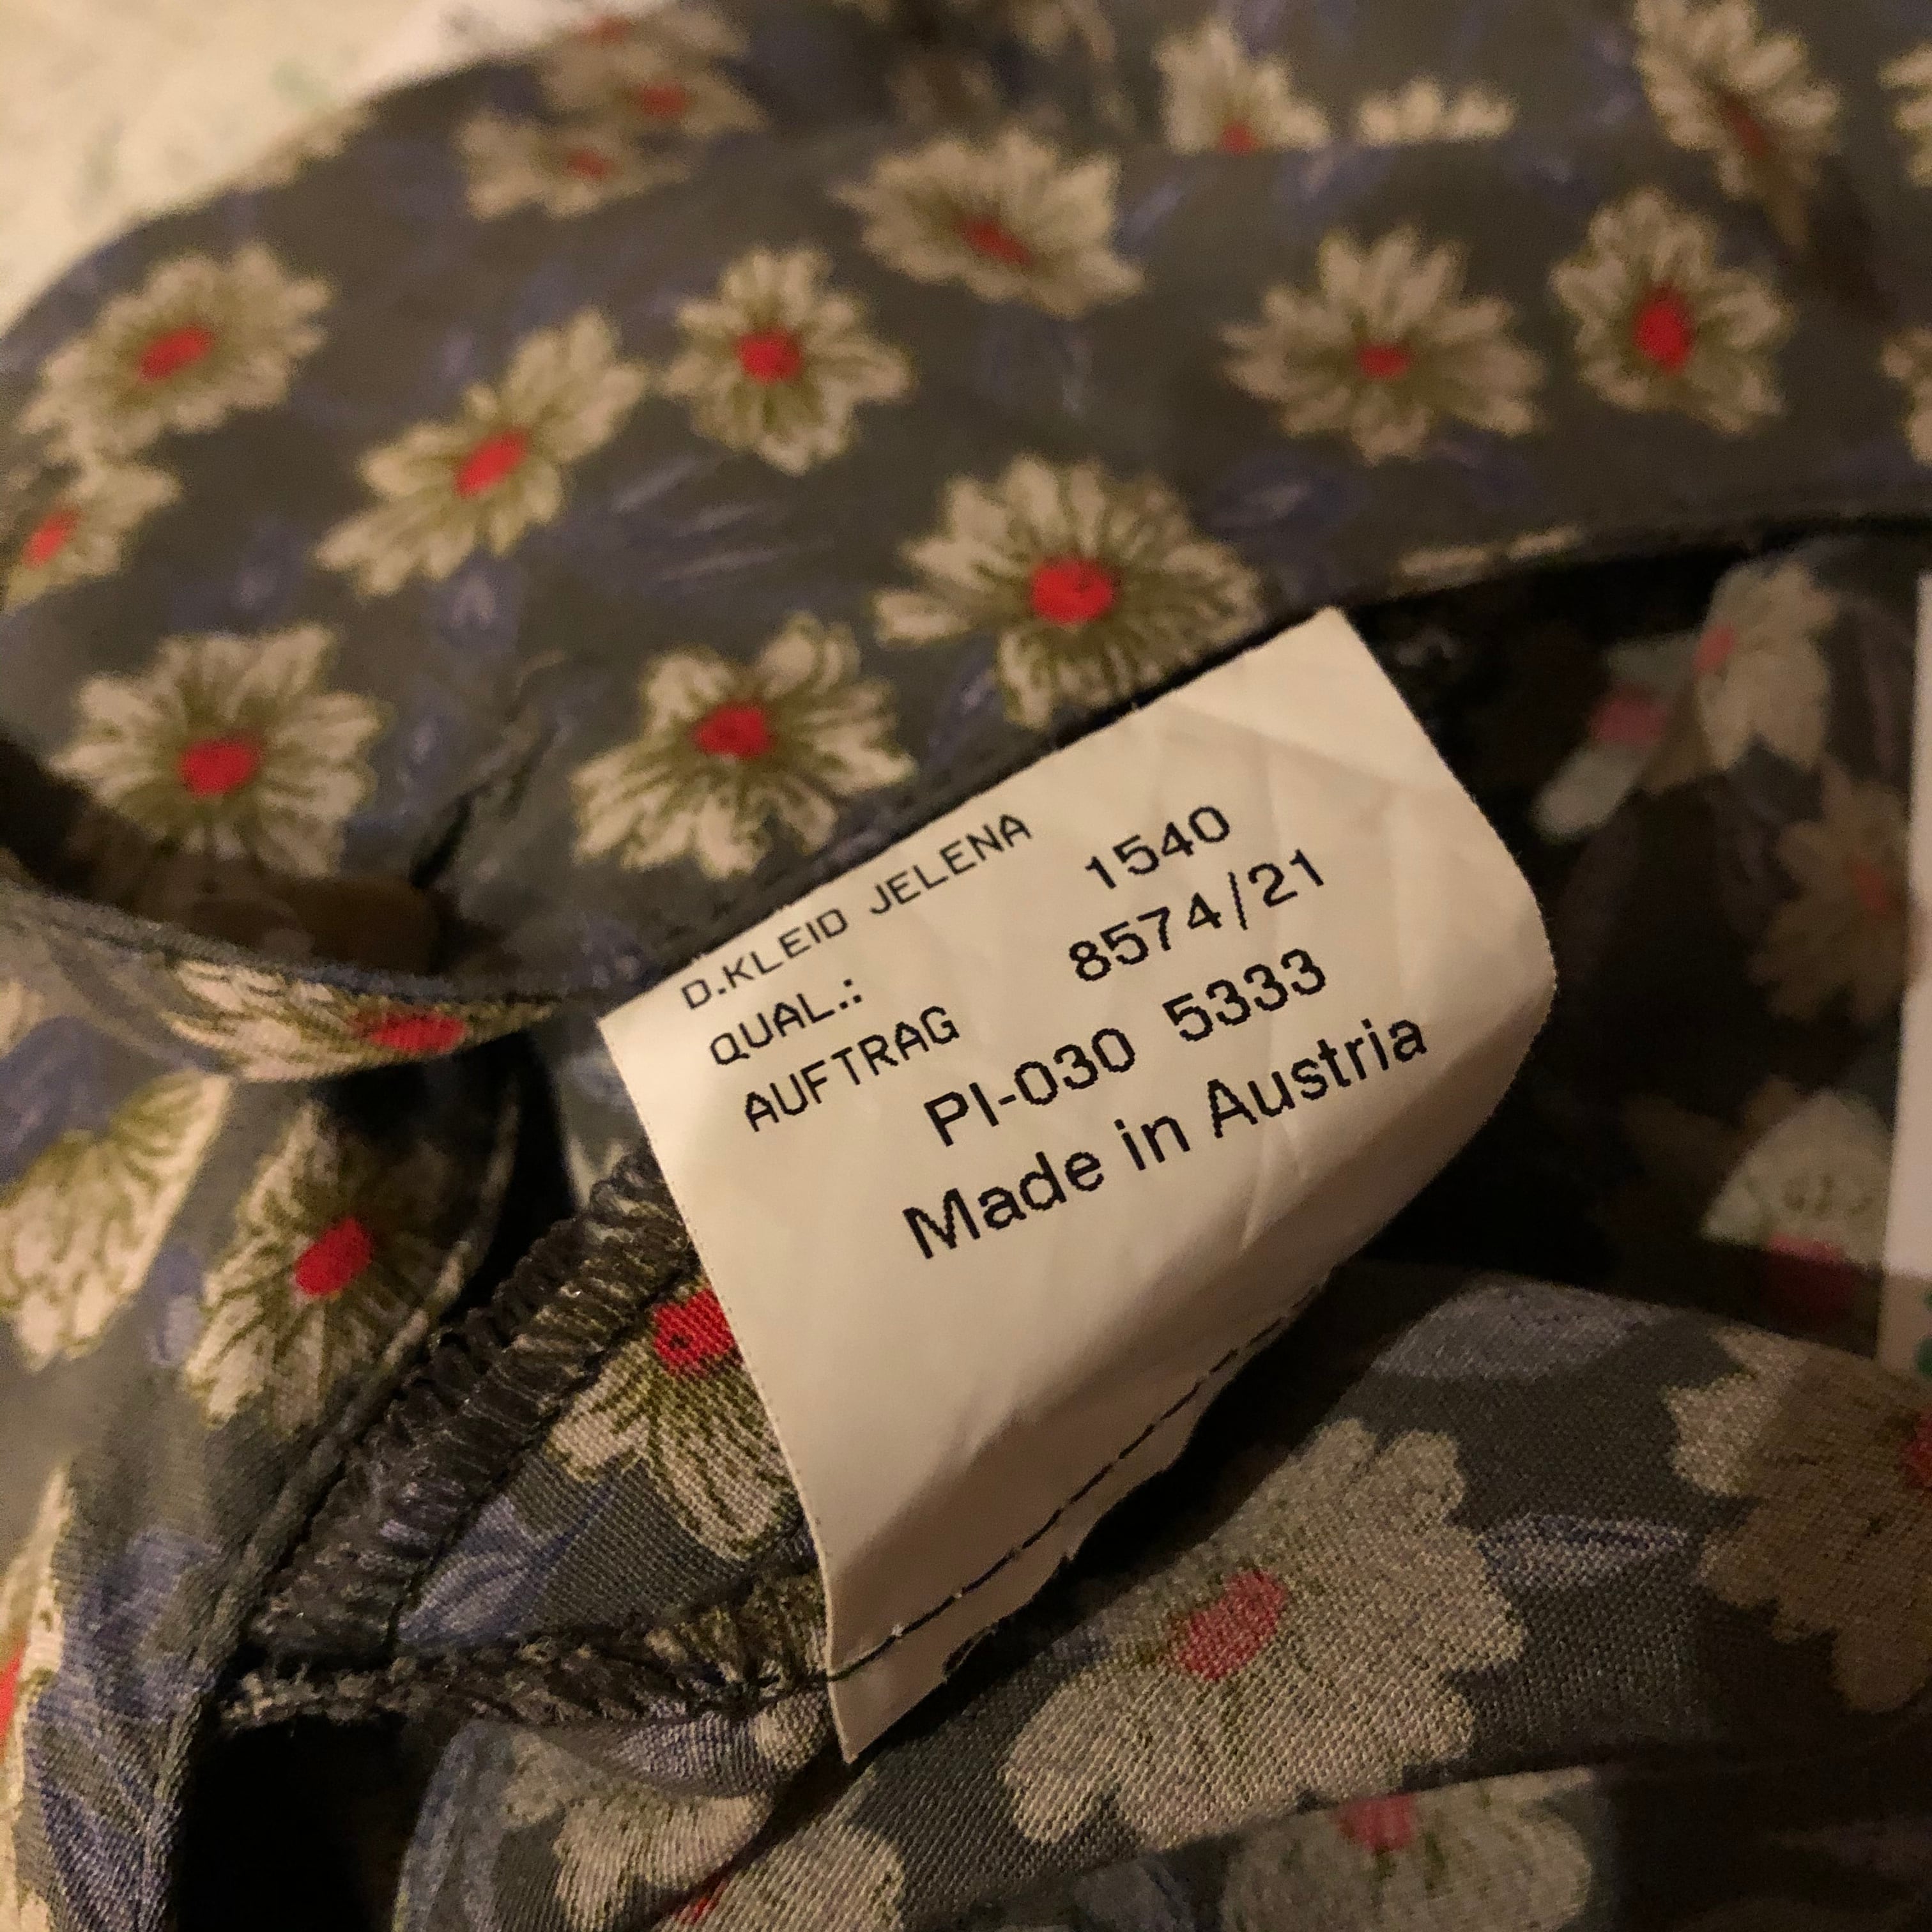 D.KLEID JELENA
QUAL.: 1540
AUFTRAG 8574/21
PI-030 5333
Made in Austria